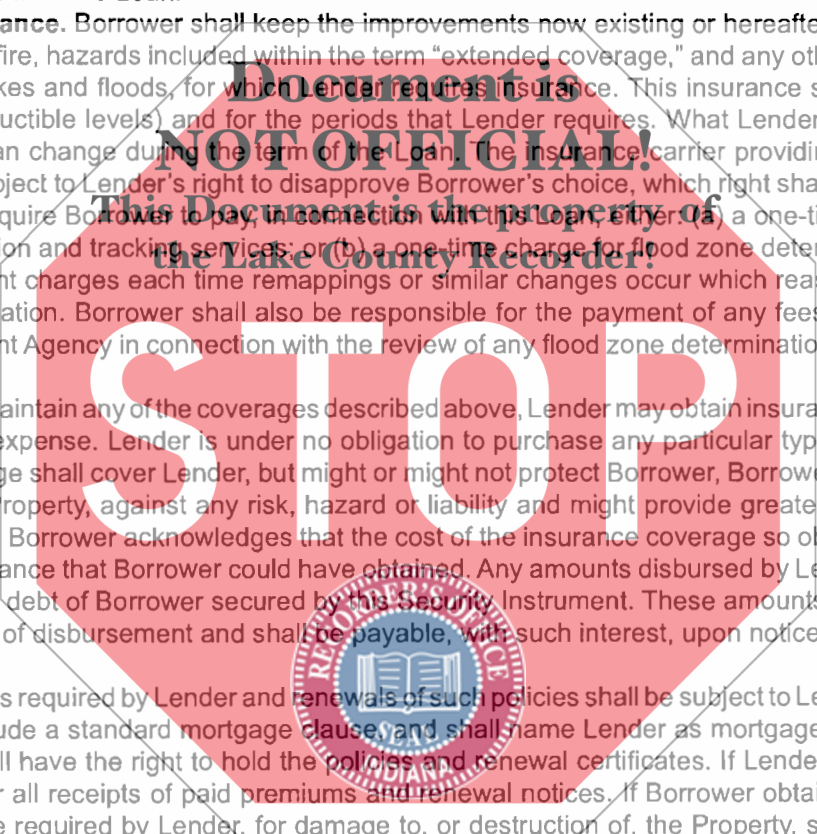 ance. Borrower shall keep the improvements now existing or hereafte
fire, hazards included within the term “extended coverage,” and any oth
kes and floods, for which Lender requires insurance. This insurance s
uctible levels) and for the periods that Lender requires. What Lender
an change during the term of the Loan. The insurance carrier providin
bject to Lender's right to disapprove Borrower's choice, which right sha
quire Borrower to pay, in connection with this Loan, either: (a) a one-ti
ion and tracking services; or (b) a one-time charge for flood zone deter
nt charges each time remappings or similar changes occur which reas
ation. Borrower shall also be responsible for the payment of any fees
nt Agency in connection with the review of any flood zone determinatio
aintain any of the coverages described above, Lender may obtain insura
expense. Lender is under no obligation to purchase any particular typ
ge shall cover Lender, but might or might not protect Borrower, Borrowe
roperty, against any risk, hazard or liability and might provide greate
Borrower acknowledges that the cost of the insurance coverage so ob
ance that Borrower could have obtained. Any amounts disbursed by Le
debt of Borrower secured by this Security Instrument. These amounts
of disbursement and shall be payable, with such interest, upon notice
s required by Lender and renewals of such policies shall be subject to Le
ude a standard mortgage clause, and shall name Lender as mortgage
ll have the right to hold the policies and renewal certificates. If Lende
r all receipts of paid premiums and renewal notices. If Borrower obtai
e required by Lender, for damage to, or destruction of, the Property, s
Document is
NOT OFFICIAL!
This Document is the property of
the Lake County Recorder!
STOP
RECORDER'S OFFICE
SEAL
INDIANA